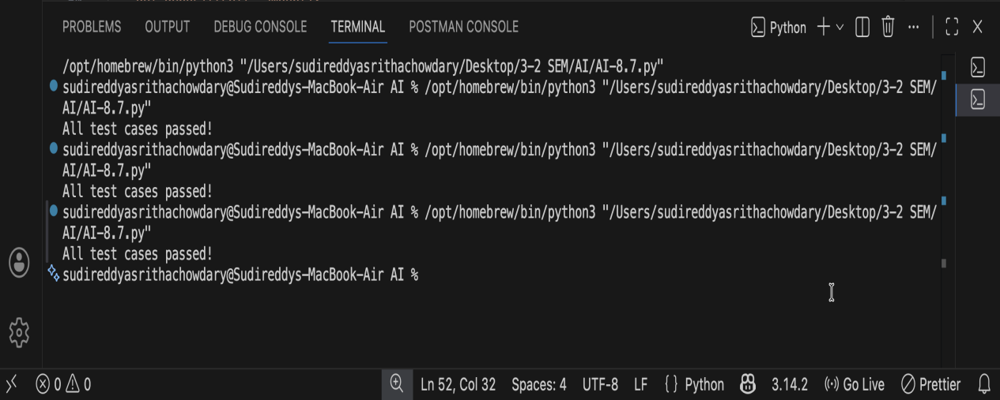 PROBLEMS OUTPUT DEBUG CONSOLE TERMINAL POSTMAN CONSOLE Python
/opt/homebrew/bin/python3 "/Users/sudireddyasrithachowdary/Desktop/3-2 SEM/AI/AI-8.7.py"
sudireddyasrithachowdary@Sudireddys-MacBook-Air AI % /opt/homebrew/bin/python3 "/Users/sudireddyasrithachowdary/Desktop/3-2 SEM/
AI/AI-8.7.py"
All test cases passed!
sudireddyasrithachowdary@Sudireddys-MacBook-Air AI % /opt/homebrew/bin/python3 "/Users/sudireddyasrithachowdary/Desktop/3-2 SEM/
AI/AI-8.7.py"
All test cases passed!
sudireddyasrithachowdary@Sudireddys-MacBook-Air AI % /opt/homebrew/bin/python3 "/Users/sudireddyasrithachowdary/Desktop/3-2 SEM/
AI/AI-8.7.py"
All test cases passed!
sudireddyasrithachowdary@Sudireddys-MacBook-Air AI %
0 0 Ln 52, Col 32 Spaces: 4 UTF-8 LF {} Python 3.14.2 Go Live Prettier